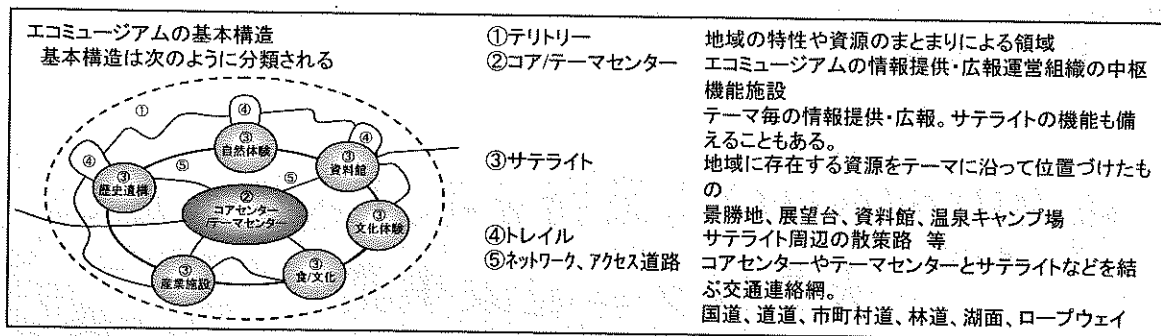 エコミュージアムの基本構造
基本構造は次のように分類される
①
④
③
自然体験
④
③
資料館
④
③
歴史遺構
⑤
⑤
②
コアセンター
/テーマセンター
③
文化体験
③
食/文化
③
産業施設
①テリトリー 地域の特性や資源のまとまりによる領域
②コア/テーマセンター エコミュージアムの情報提供・広報運営組織の中枢
機能施設
テーマ毎の情報提供・広報。サテライトの機能も備
えることもある。
③サテライト 地域に存在する資源をテーマに沿って位置づけたも
の
景勝地、展望台、資料館、温泉キャンプ場
④トレイル サテライト周辺の散策路 等
⑤ネットワーク、アクセス道路 コアセンターやテーマセンターとサテライトなどを結
ぶ交通連絡網。
国道、道道、市町村道、林道、湖面、ロープウェイ